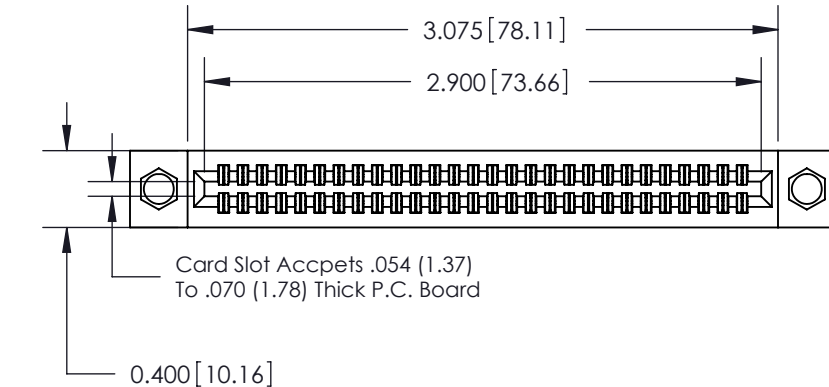 3.075[78.11]
2.900[73.66]
Card Slot Accpets .054 (1.37)
To .070 (1.78) Thick P.C. Board
0.400[10.16]